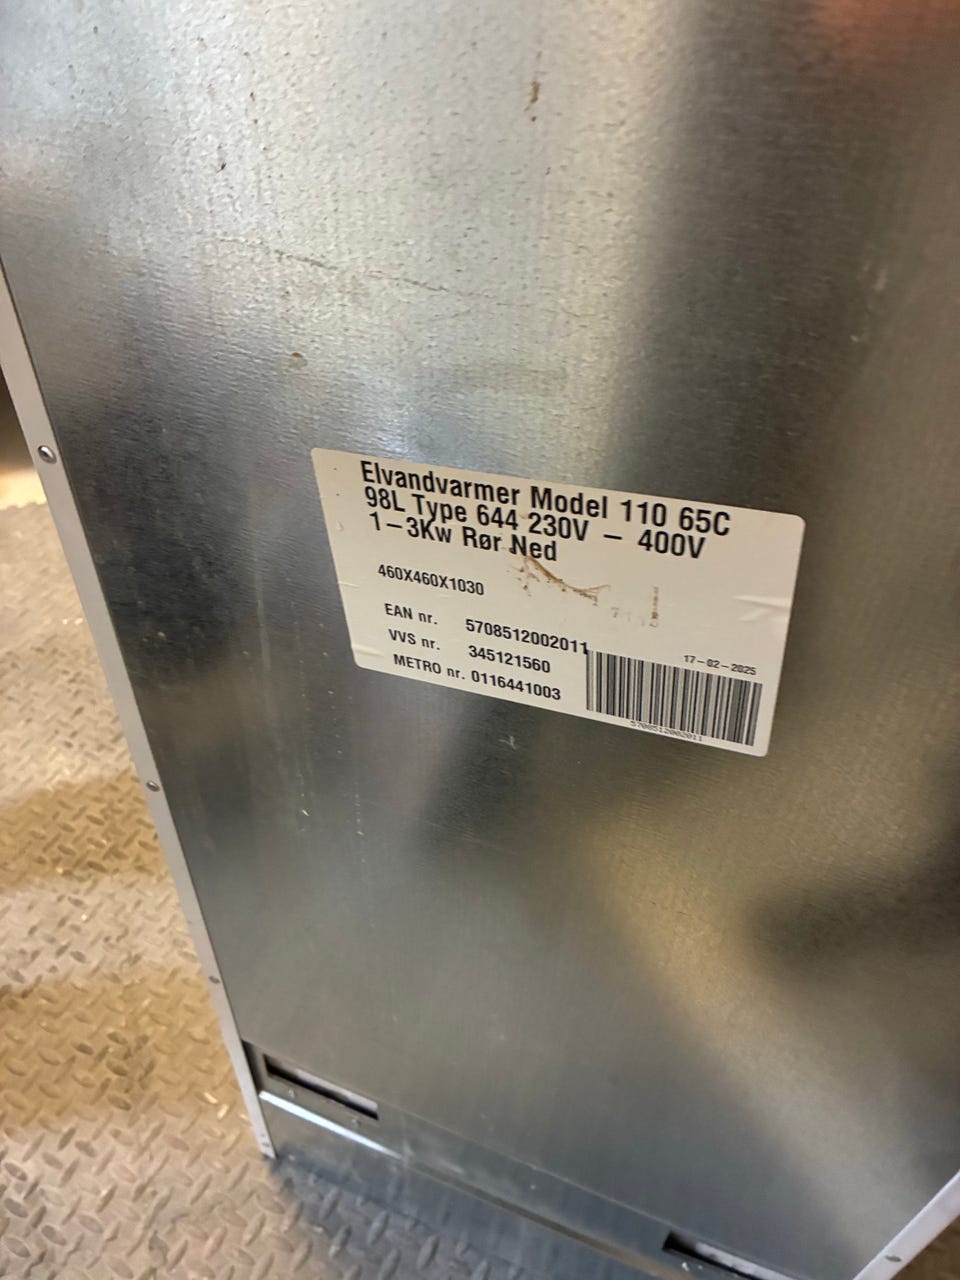 Elvandvarmer Model 110 65C
98L Type 644 230V – 400V
1–3Kw Rør Ned
460X460X1030
EAN nr. 5708512002011
VVS nr. 345121560
METRO nr. 0116441003
17–02–2025
5708512002011